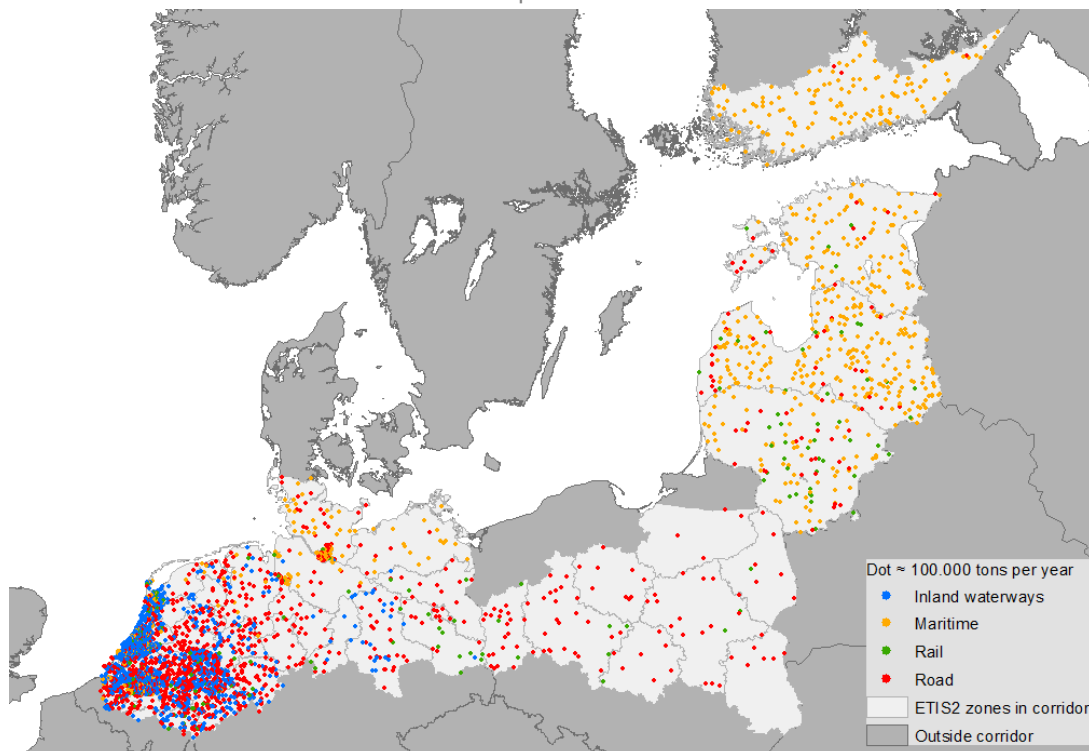 Dot ≈ 100.000 tons per year
Inland waterways
Maritime
Rail
Road
ETIS2 zones in corridor
Outside corridor